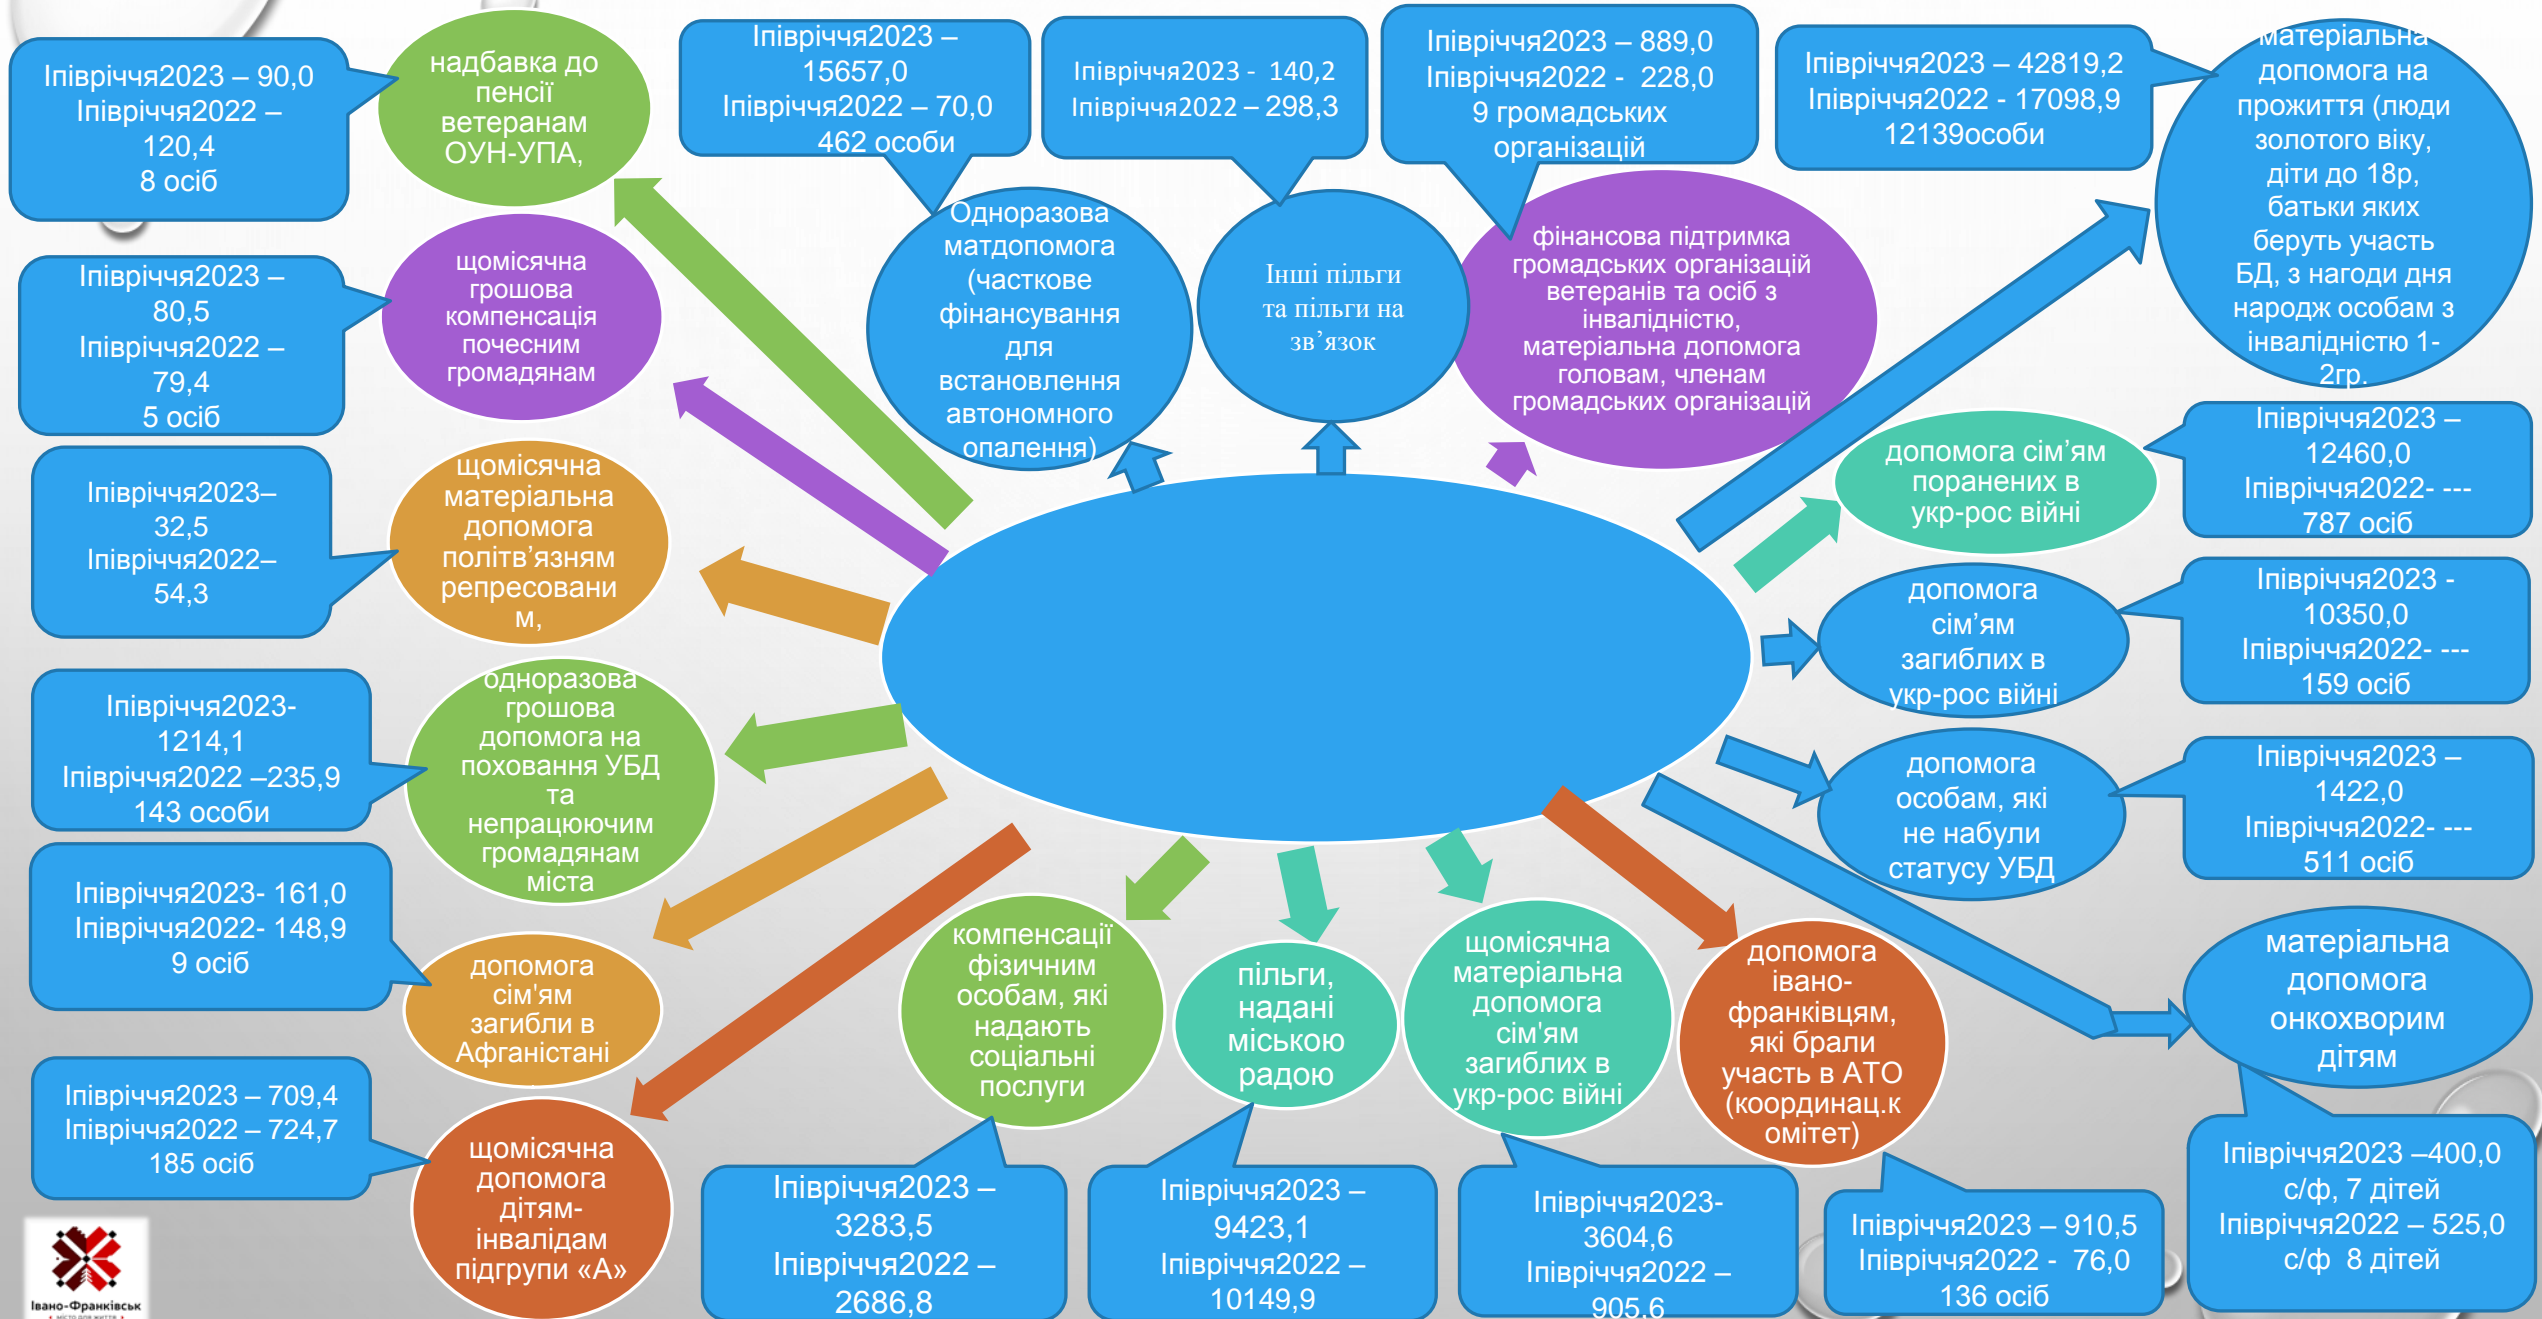 Іпівріччя2023 – 90,0
Іпівріччя2022 –
120,4
8 осіб
надбавка до
пенсії
ветеранам
ОУН-УПА,
Іпівріччя2023 –
15657,0
Іпівріччя2022 – 70,0
462 особи
Одноразова
матдопомога
(часткове
фінансування
для
встановлення
автономного
опалення)
Іпівріччя2023 - 140,2
Іпівріччя2022 – 298,3
Інші пільги
та пільги на
зв’язок
Іпівріччя2023 – 889,0
Іпівріччя2022 - 228,0
9 громадських
організацій
фінансова підтримка
громадських організацій
ветеранів та осіб з
інвалідністю,
матеріальна допомога
головам, членам
громадських організацій
Іпівріччя2023 – 42819,2
Іпівріччя2022 - 17098,9
12139особи
матеріальна
допомога на
прожиття (люди
золотого віку,
діти до 18р,
батьки яких
беруть участь
БД, з нагоди дня
народж особам з
інвалідністю 1-
2гр.
Іпівріччя2023 –
80,5
Іпівріччя2022 –
79,4
5 осіб
щомісячна
грошова
компенсація
почесним
громадянам
допомога сім’ям
поранених в
укр-рос війні
Іпівріччя2023 –
12460,0
Іпівріччя2022- ---
787 осіб
Іпівріччя2023–
32,5
Іпівріччя2022–
54,3
щомісячна
матеріальна
допомога
політв’язням
репресовани
м,
допомога
сім’ям
загиблих в
укр-рос війні
Іпівріччя2023 -
10350,0
Іпівріччя2022- ---
159 осіб
Іпівріччя2023-
1214,1
Іпівріччя2022 –235,9
143 особи
одноразова
грошова
допомога на
поховання УБД
та
непрацюючим
громадянам
міста
допомога
особам, які
не набули
статусу УБД
Іпівріччя2023 –
1422,0
Іпівріччя2022- ---
511 осіб
Іпівріччя2023- 161,0
Іпівріччя2022- 148,9
9 осіб
допомога
сім'ям
загибли в
Афганістані
компенсації
фізичним
особам, які
надають
соціальні
послуги
пільги,
надані
міською
радою
щомісячна
матеріальна
допомога
сім'ям
загиблих в
укр-рос війні
допомога
івано-
франківцям,
які брали
участь в АТО
(координац.к
омітет)
матеріальна
допомога
онкохворим
дітям
Іпівріччя2023 – 709,4
Іпівріччя2022 – 724,7
185 осіб
щомісячна
допомога
дітям-
інвалідам
підгрупи «А»
Іпівріччя2023 –
3283,5
Іпівріччя2022 –
2686,8
Іпівріччя2023 –
9423,1
Іпівріччя2022 –
10149,9
Іпівріччя2023-
3604,6
Іпівріччя2022 –
905,6
Іпівріччя2023 – 910,5
Іпівріччя2022 - 76,0
136 осіб
Іпівріччя2023 –400,0
с/ф, 7 дітей
Іпівріччя2022 – 525,0
с/ф 8 дітей
Івано-Франківськ
місто для життя